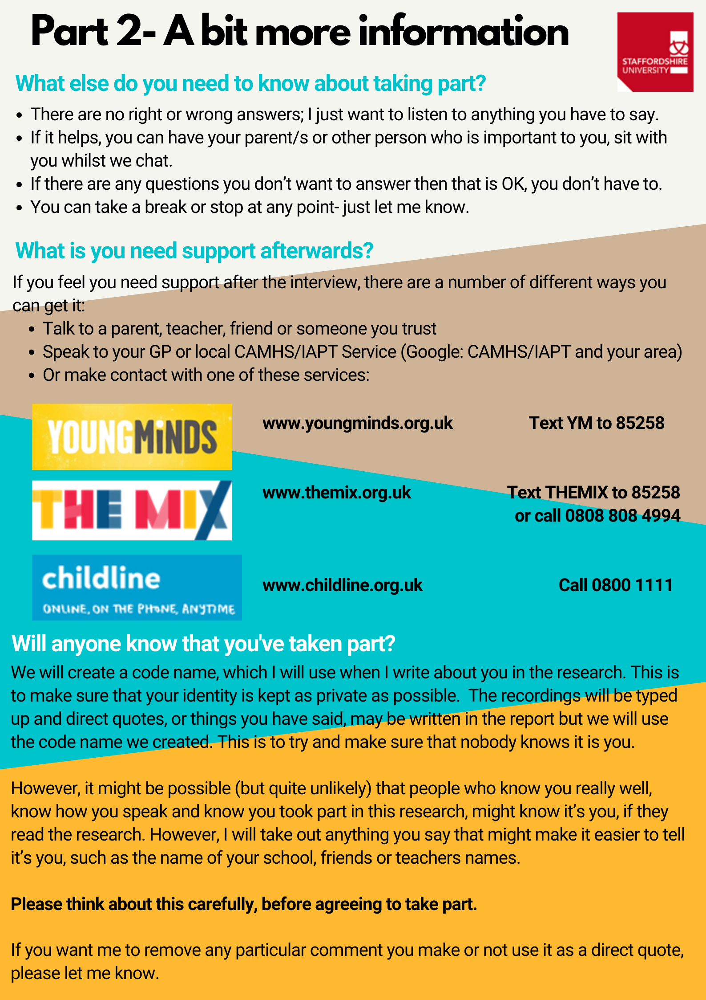 Part 2- A bit more information
STAFFORDSHIRE
UNIVERSITY
What else do you need to know about taking part?
• There are no right or wrong answers; I just want to listen to anything you have to say.
• If it helps, you can have your parent/s or other person who is important to you, sit with
you whilst we chat.
• If there are any questions you don’t want to answer then that is OK, you don’t have to.
• You can take a break or stop at any point- just let me know.
What is you need support afterwards?
If you feel you need support after the interview, there are a number of different ways you
can get it:
• Talk to a parent, teacher, friend or someone you trust
• Speak to your GP or local CAMHS/IAPT Service (Google: CAMHS/IAPT and your area)
• Or make contact with one of these services:
YOUNGMiNDS
www.youngminds.org.uk
Text YM to 85258
THE MIX
www.themix.org.uk
Text THEMIX to 85258
or call 0808 808 4994
childline
ONLINE, ON THE PHONE, ANYTIME
www.childline.org.uk
Call 0800 1111
Will anyone know that you've taken part?
We will create a code name, which I will use when I write about you in the research. This is
to make sure that your identity is kept as private as possible.  The recordings will be typed
up and direct quotes, or things you have said, may be written in the report but we will use
the code name we created. This is to try and make sure that nobody knows it is you.
However, it might be possible (but quite unlikely) that people who know you really well,
know how you speak and know you took part in this research, might know it’s you, if they
read the research. However, I will take out anything you say that might make it easier to tell
it’s you, such as the name of your school, friends or teachers names.
Please think about this carefully, before agreeing to take part.
If you want me to remove any particular comment you make or not use it as a direct quote,
please let me know.